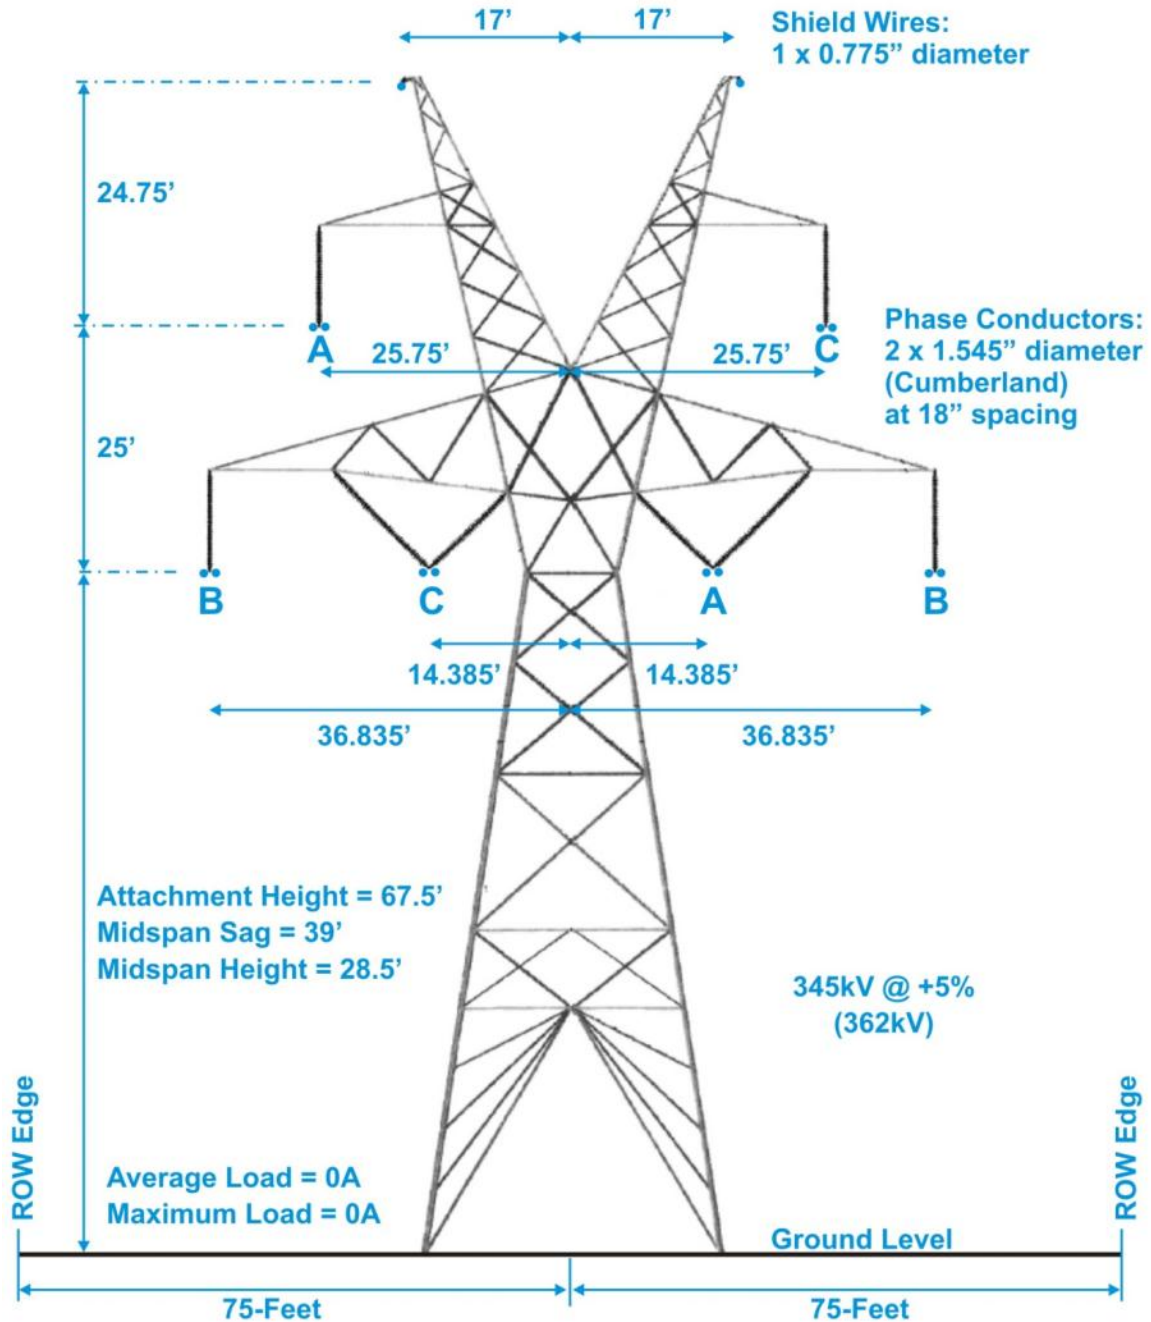 17’
17’
Shield Wires:
1 x 0.775” diameter
24.75’
A
25.75’
25.75’
C
Phase Conductors:
2 x 1.545” diameter
(Cumberland)
at 18” spacing
25’
B
C
A
B
14.385’
14.385’
36.835’
36.835’
Attachment Height = 67.5’
Midspan Sag = 39’
Midspan Height = 28.5’
345kV @ +5%
(362kV)
ROW Edge
ROW Edge
Average Load = 0A
Maximum Load = 0A
Ground Level
75-Feet
75-Feet